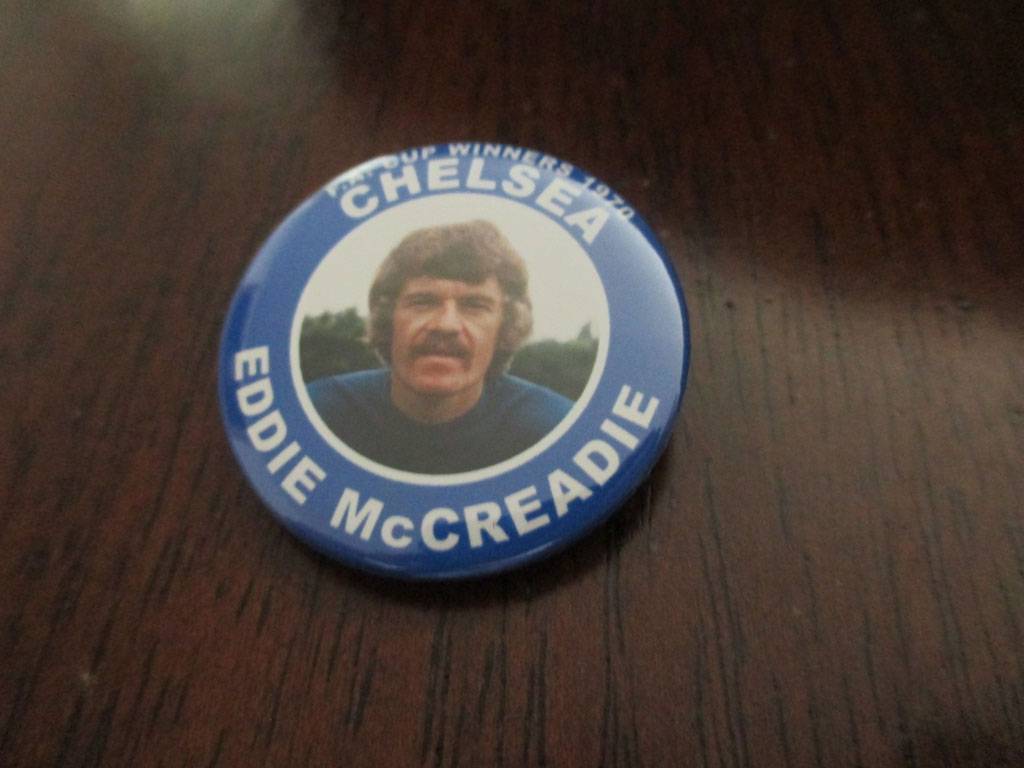 F.A. CUP WINNERS 1970
CHELSEA
EDDIE McCREADIE